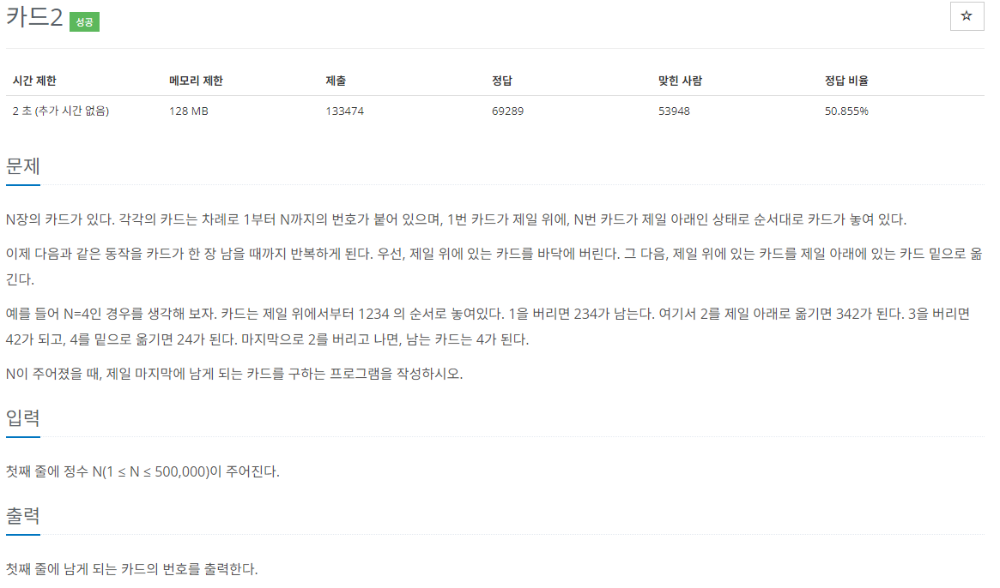 카드2 성공
☆
시간 제한 메모리 제한 제출 정답 맞힌 사람 정답 비율
2 초 (추가 시간 없음) 128 MB 133474 69289 53948 50.855%
문제
N장의 카드가 있다. 각각의 카드는 차례로 1부터 N까지의 번호가 붙어 있으며, 1번 카드가 제일 위에, N번 카드가 제일 아래인 상태로 순서대로 카드가 놓여 있다.
이제 다음과 같은 동작을 카드가 한 장 남을 때까지 반복하게 된다. 우선, 제일 위에 있는 카드를 바닥에 버린다. 그 다음, 제일 위에 있는 카드를 제일 아래에 있는 카드 밑으로 옮
긴다.
예를 들어 N=4인 경우를 생각해 보자. 카드는 제일 위에서부터 1234 의 순서로 놓여있다. 1을 버리면 234가 남는다. 여기서 2를 제일 아래로 옮기면 342가 된다. 3을 버리면
42가 되고, 4를 밑으로 옮기면 24가 된다. 마지막으로 2를 버리고 나면, 남는 카드는 4가 된다.
N이 주어졌을 때, 제일 마지막에 남게 되는 카드를 구하는 프로그램을 작성하시오.
입력
첫째 줄에 정수 N(1 ≤ N ≤ 500,000)이 주어진다.
출력
첫째 줄에 남게 되는 카드의 번호를 출력한다.